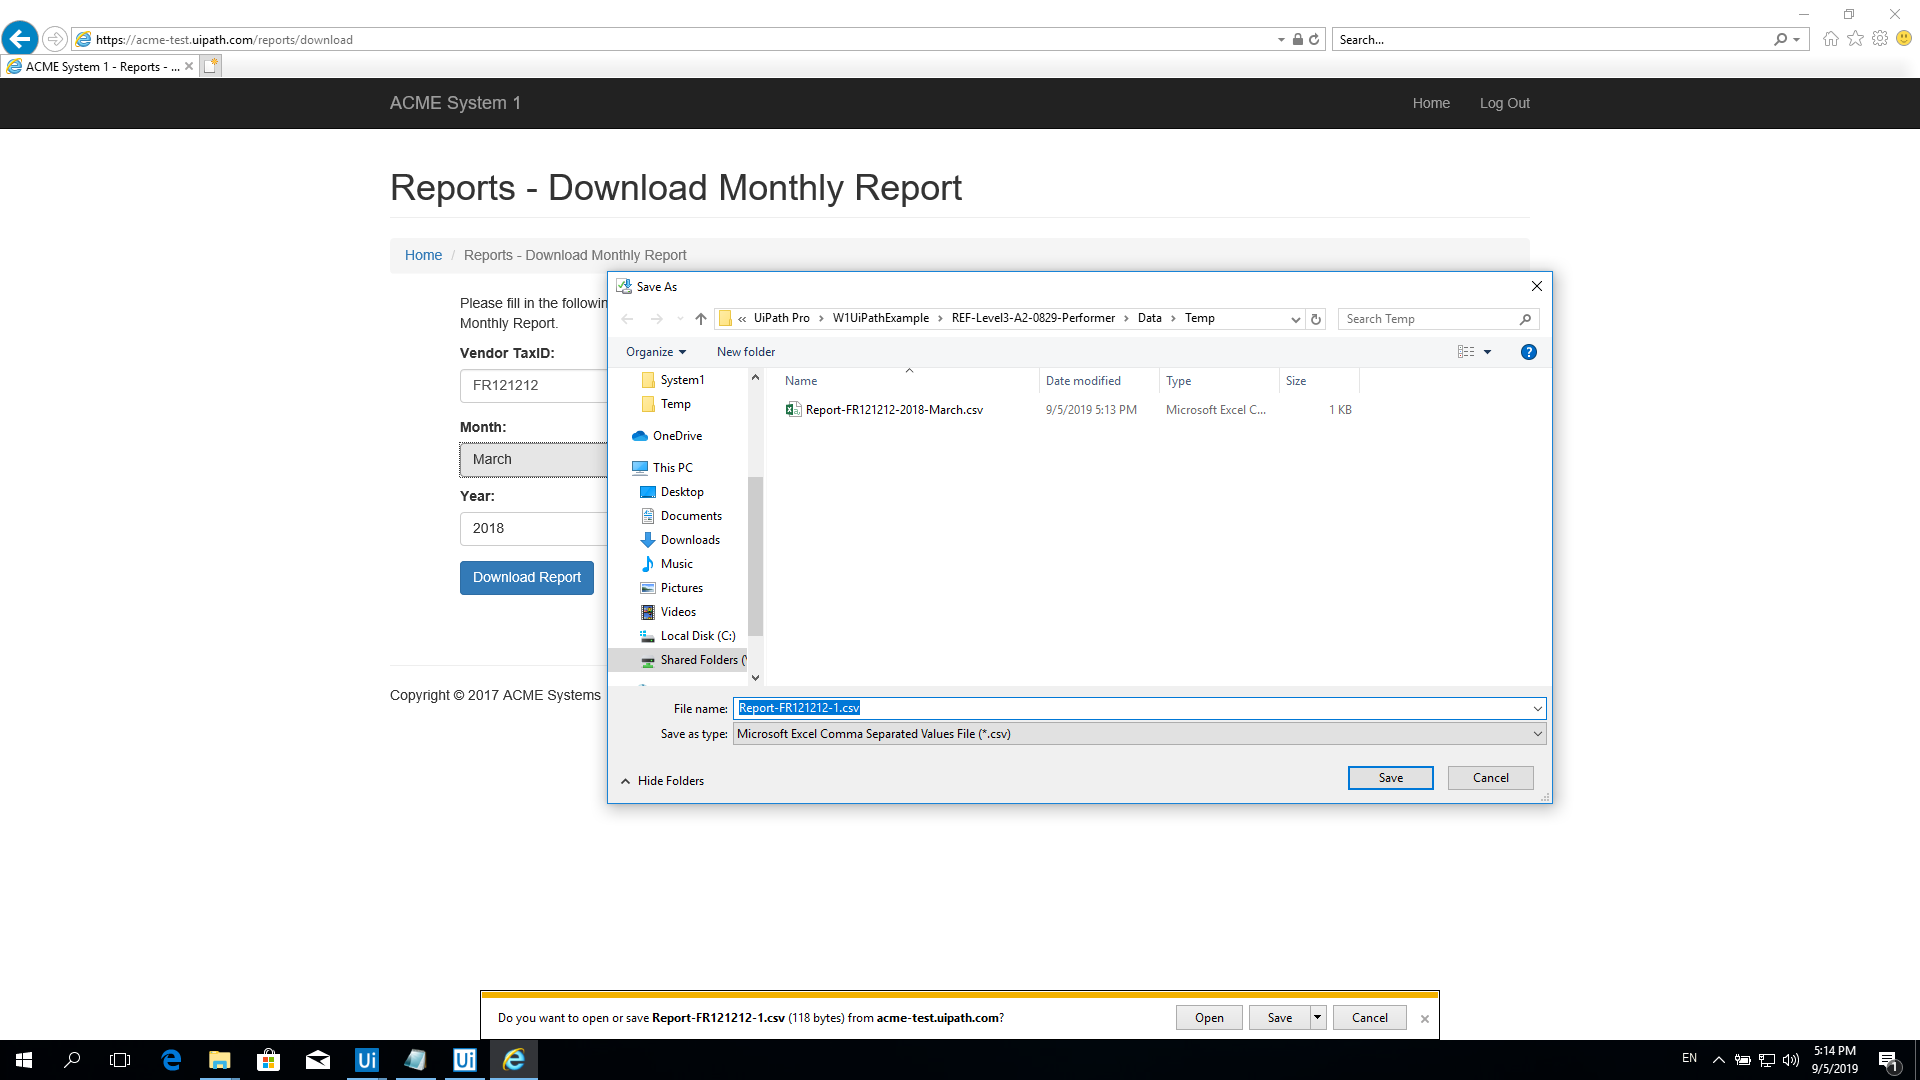 https://acme-test.uipath.com/reports/download
Search...
ACME System 1 - Reports - ...
ACME System 1
Home
Log Out
Reports - Download Monthly Report
Home / Reports - Download Monthly Report
Please fill in the followin
Monthly Report.
Vendor TaxID:
FR121212
Month:
March
Year:
2018
Download Report
Copyright © 2017 ACME Systems
Save As
« UiPath Pro › W1UiPathExample › REF-Level3-A2-0829-Performer › Data › Temp
Search Temp
Organize
New folder
System1
Temp
OneDrive
This PC
Desktop
Documents
Downloads
Music
Pictures
Videos
Local Disk (C:)
Shared Folders (\
Name Date modified Type Size
Report-FR121212-2018-March.csv 9/5/2019 5:13 PM Microsoft Excel C... 1 KB
File name: Report-FR121212-1.csv
Save as type: Microsoft Excel Comma Separated Values File (*.csv)
Hide Folders
Save
Cancel
Do you want to open or save Report-FR121212-1.csv (118 bytes) from acme-test.uipath.com?
Open
Save
Cancel
Ui
Ui
EN
5:14 PM
9/5/2019
1